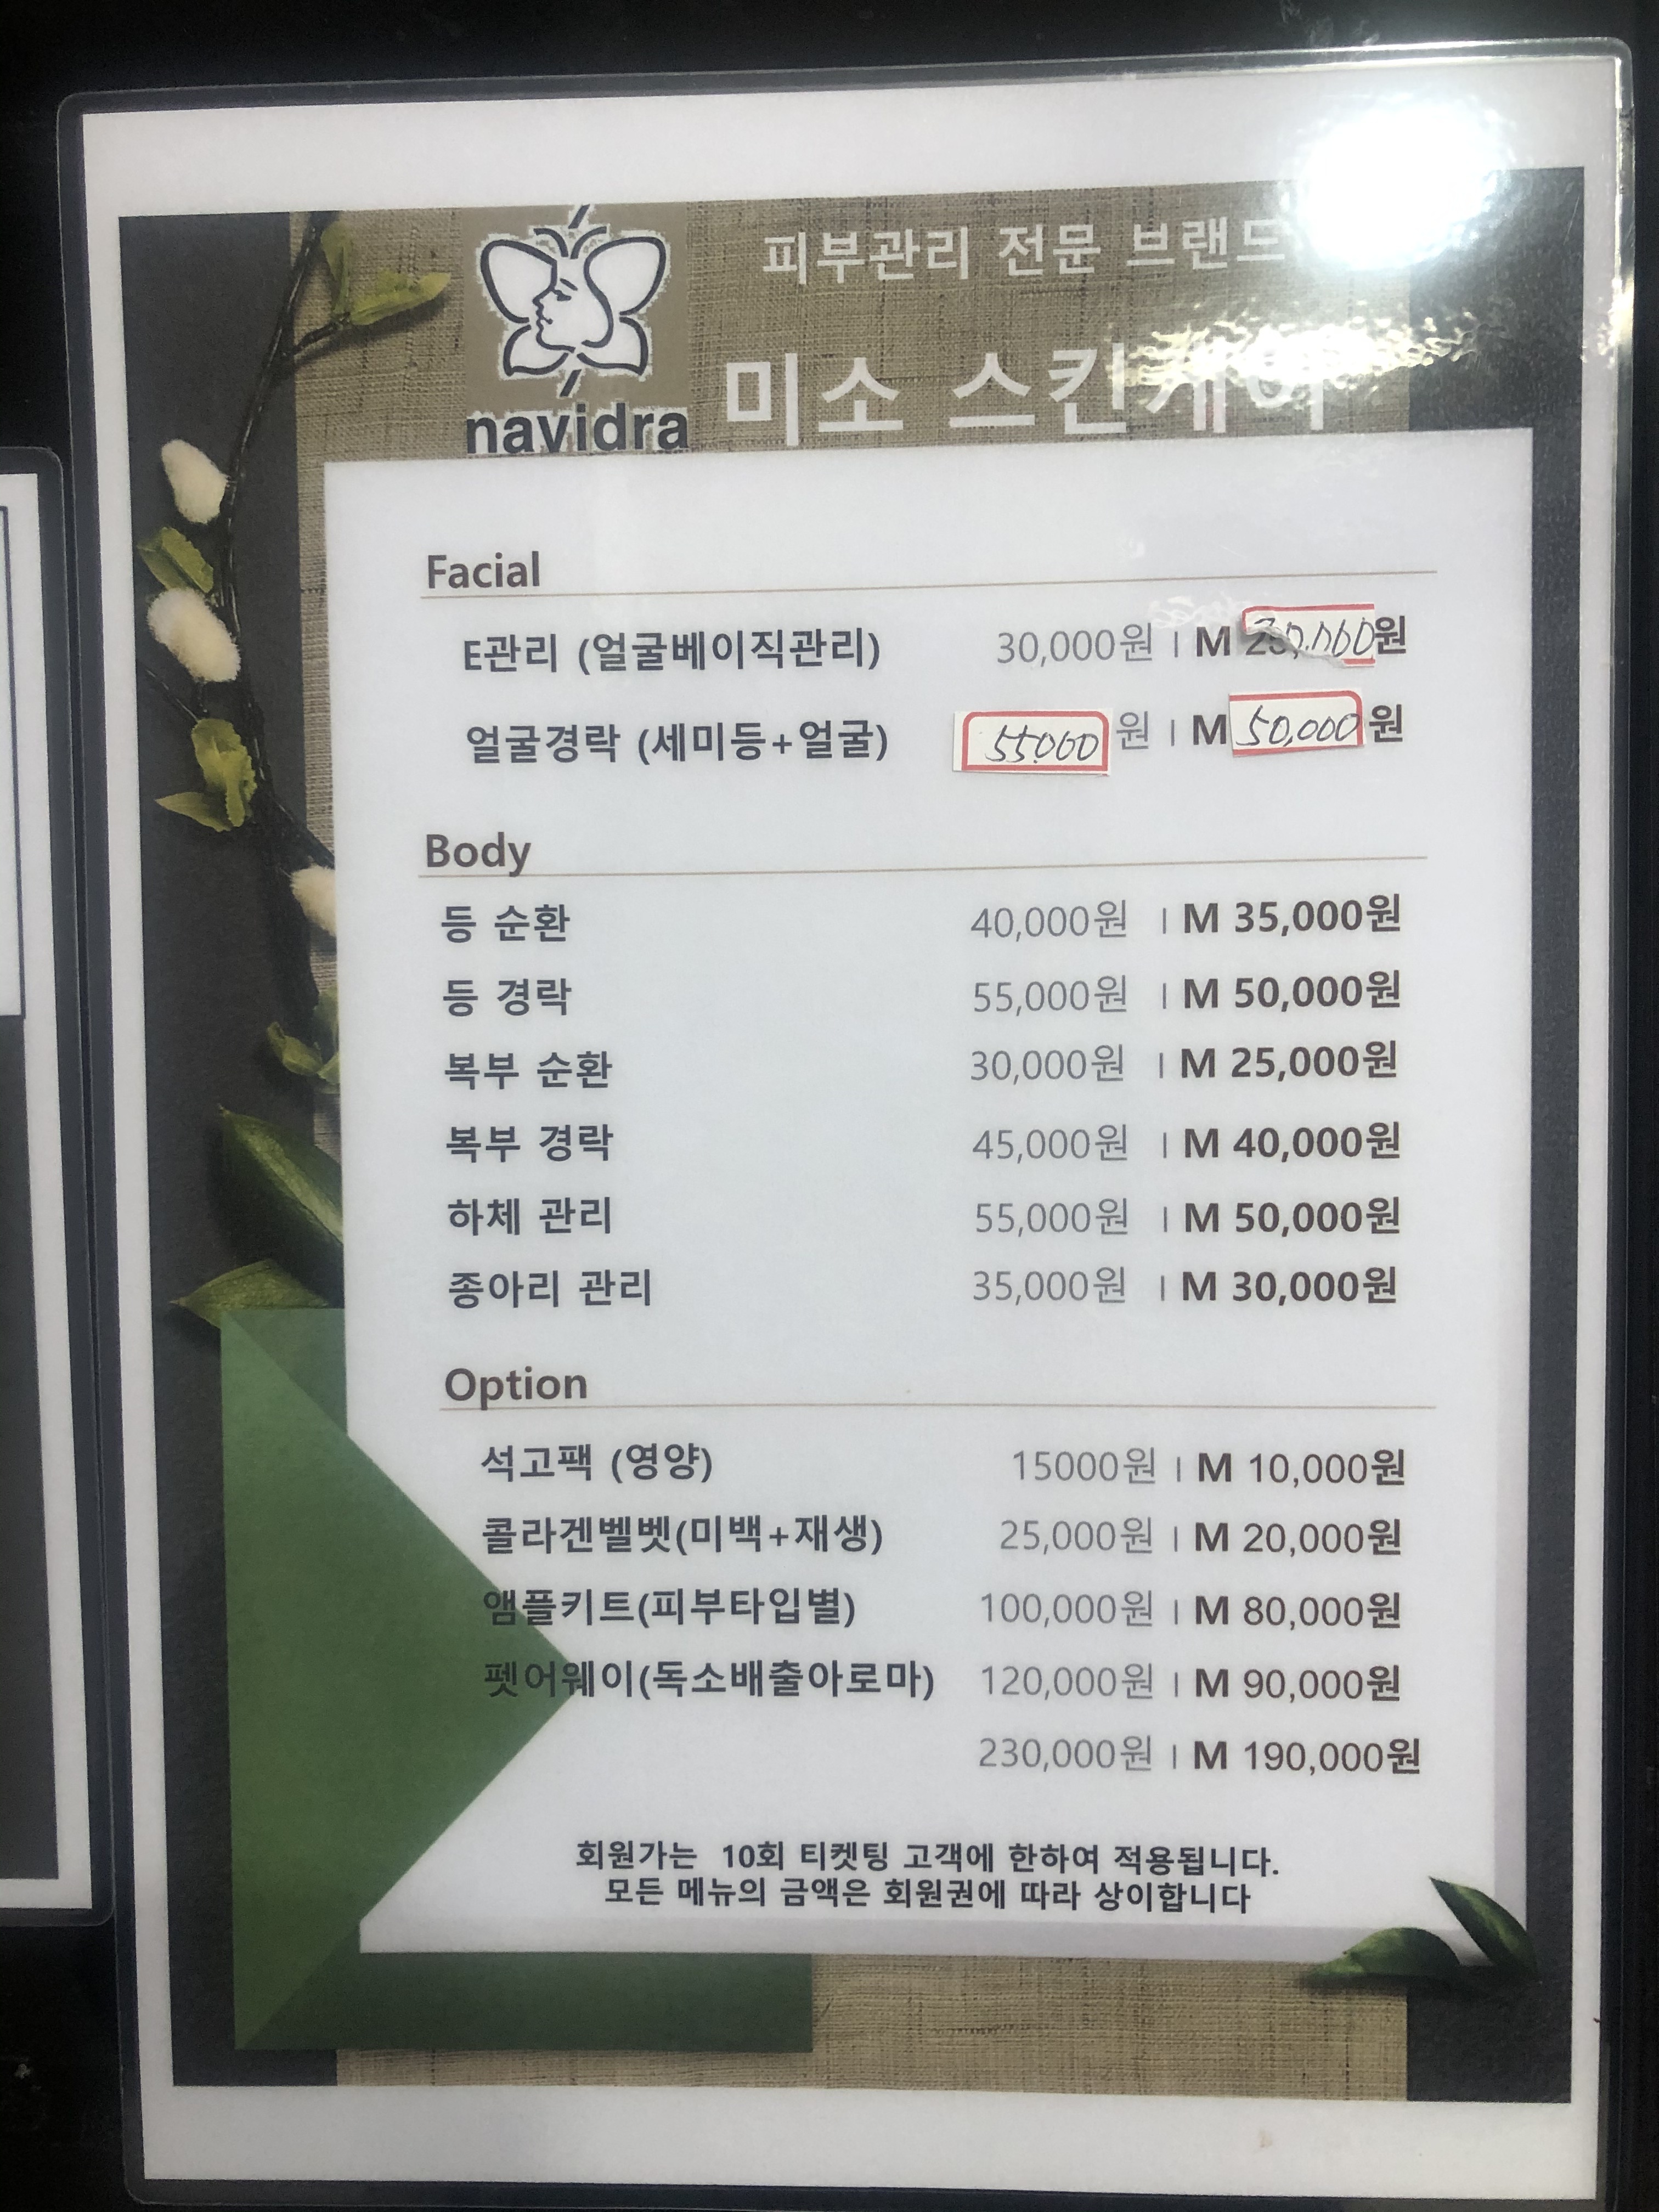 navidra
피부관리 전문 브랜드
미소 스킨케어
Facial
E관리 (얼굴베이직관리) 30,000원 I M 원
얼굴경락 (세미등+얼굴) 55.000 원 I M 50,000 원
Body
등 순환 40,000원 I M 35,000원
등 경락 55,000원 I M 50,000원
복부 순환 30,000원 I M 25,000원
복부 경락 45,000원 I M 40,000원
하체 관리 55,000원 I M 50,000원
종아리 관리 35,000원 I M 30,000원
Option
석고팩 (영양) 15000원 I M 10,000원
콜라겐벨벳(미백+재생) 25,000원 I M 20,000원
앰플키트(피부타입별) 100,000원 I M 80,000원
펫어웨이(독소배출아로마) 120,000원 I M 90,000원
230,000원 I M 190,000원
회원가는 10회 티켓팅 고객에 한하여 적용됩니다.
모든 메뉴의 금액은 회원권에 따라 상이합니다